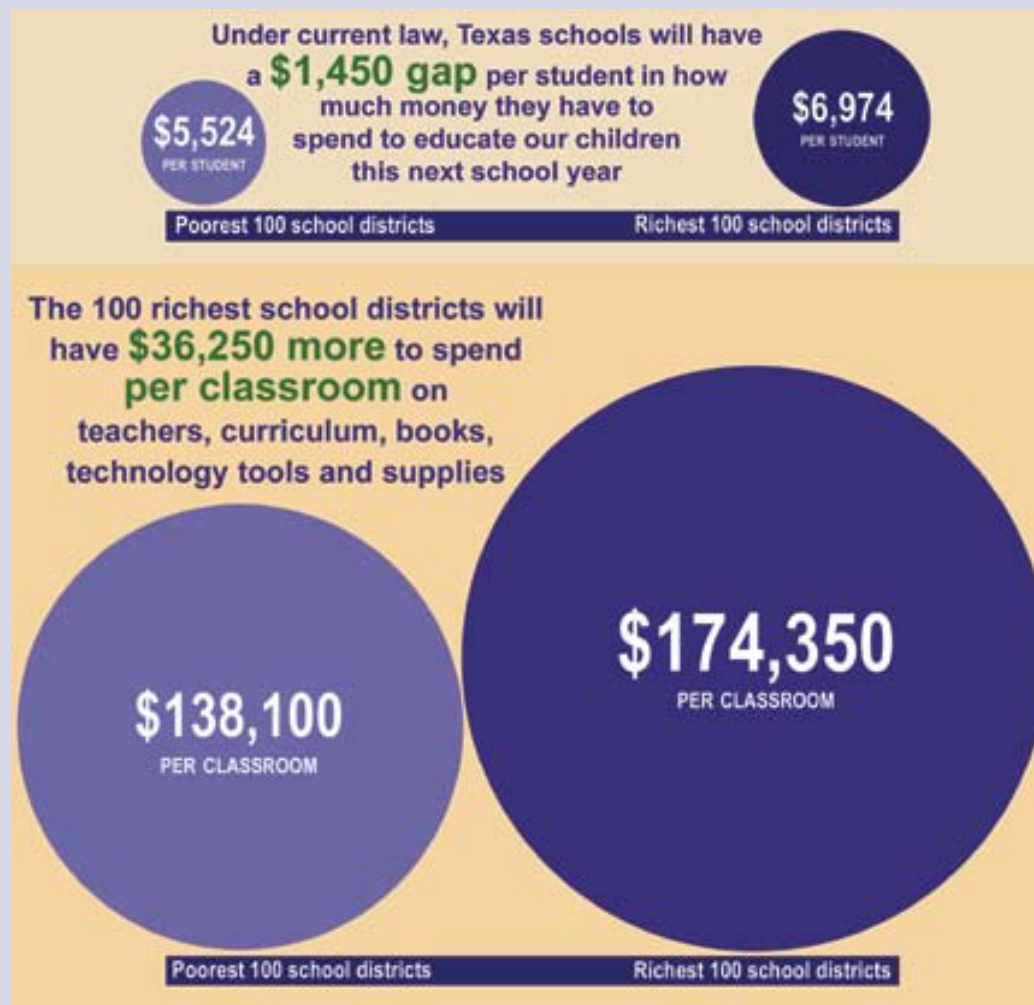 Under current law, Texas schools will have
a $1,450 gap per student in how
much money they have to
spend to educate our children
this next school year
$5,524
PER STUDENT
$6,974
PER STUDENT
Poorest 100 school districts
Richest 100 school districts
The 100 richest school districts will
have $36,250 more to spend
per classroom on
teachers, curriculum, books,
technology tools and supplies
$138,100
PER CLASSROOM
$174,350
PER CLASSROOM
Poorest 100 school districts
Richest 100 school districts